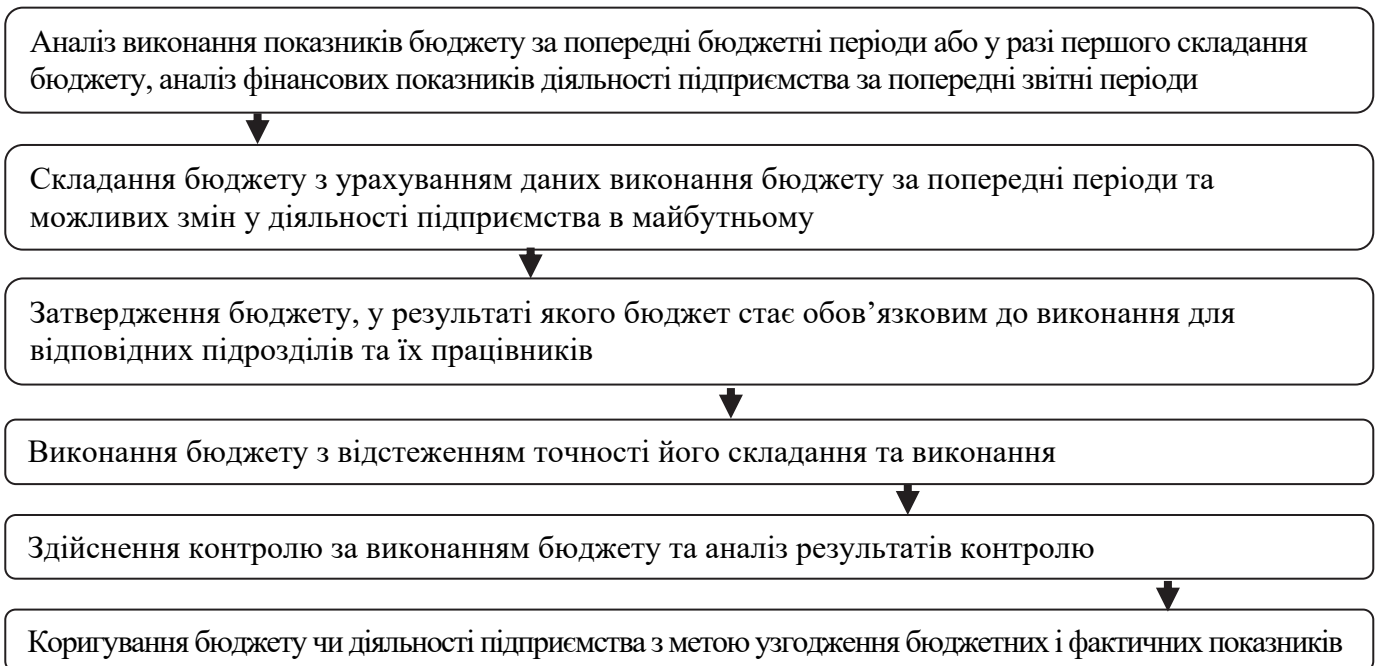 Аналіз виконання показників бюджету за попередні бюджетні періоди або у разі першого складання
бюджету, аналіз фінансових показників діяльності підприємства за попередні звітні періоди
Складання бюджету з урахуванням даних виконання бюджету за попередні періоди та
можливих змін у діяльності підприємства в майбутньому
Затвердження бюджету, у результаті якого бюджет стає обов’язковим до виконання для
відповідних підрозділів та їх працівників
Виконання бюджету з відстеженням точності його складання та виконання
Здійснення контролю за виконанням бюджету та аналіз результатів контролю
Коригування бюджету чи діяльності підприємства з метою узгодження бюджетних і фактичних показників